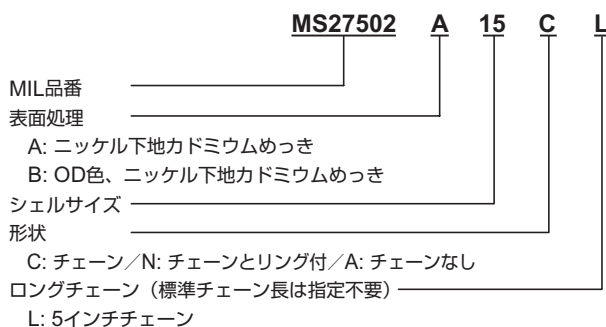 MS27502 A 15 C L
MIL品番
表面処理
A: ニッケル下地カドミウムめっき
B: OD色、ニッケル下地カドミウムめっき
シェルサイズ
形状
C: チェーン／N: チェーンとリング付／A: チェーンなし
ロングチェーン（標準チェーン長は指定不要）
L: 5インチチェーン